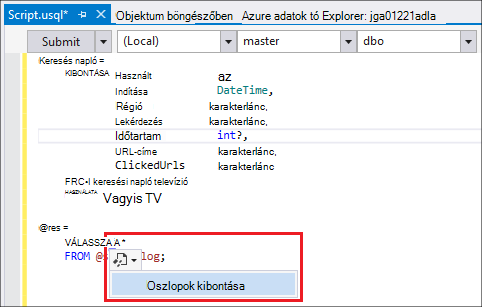 Script.usql* Objektum böngészőben Azure adatok tó Explorer: jga01221adla
Submit (Local) master dbo
Keresés napló =
KIBONTÁSA Használt az
Indítása DateTime,
Régió karakterlánc,
Lekérdezés karakterlánc,
Időtartam int?,
URL-címe karakterlánc,
ClickedUrls karakterlánc
FRC-I keresési napló televízió
HASZNÁLATA Vagyis TV
@res =
VÁLASSZA A *
FROM @s log;
Oszlopok kibontása